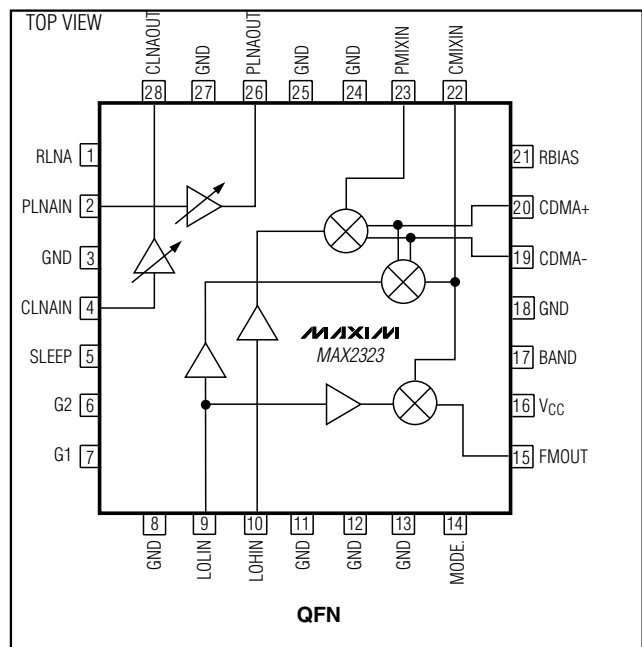 TOP VIEW
CLNAOUT
GND
PLNAOUT
GND
GND
PMIXIN
CMIXIN
28
27
26
25
24
23
22
RLNA 1
PLNAIN 2
GND 3
CLNAIN 4
SLEEP 5
G2 6
G1 7
21 RBIAS
20 CDMA+
19 CDMA-
18 GND
17 BAND
16 VCC
15 FMOUT
MAXIM
MAX2323
8
9
10
11
12
13
14
GND
LOLIN
LOHIN
GND
GND
GND
MODE.
QFN